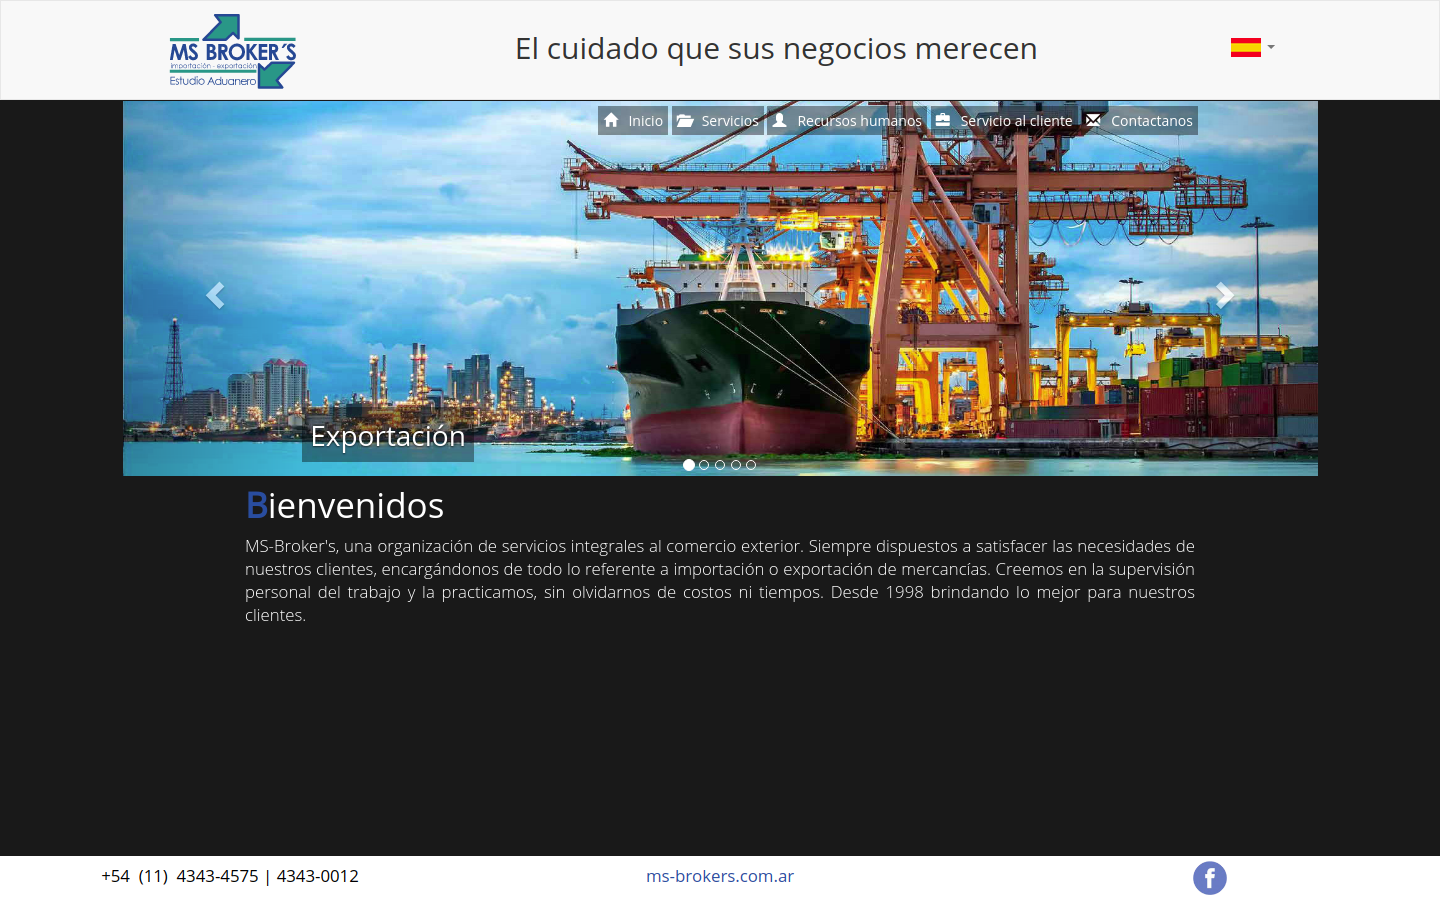 MS BROKER´S
importación - exportación
Estudio Aduanero
El cuidado que sus negocios merecen
Inicio
Servicios
Recursos humanos
Servicio al cliente
Contactanos
Exportación
Bienvenidos
MS-Broker's, una organización de servicios integrales al comercio exterior. Siempre dispuestos a satisfacer las necesidades de
nuestros clientes, encargándonos de todo lo referente a importación o exportación de mercancías. Creemos en la supervisión
personal del trabajo y la practicamos, sin olvidarnos de costos ni tiempos. Desde 1998 brindando lo mejor para nuestros
clientes.
+54 (11) 4343-4575 | 4343-0012
ms-brokers.com.ar